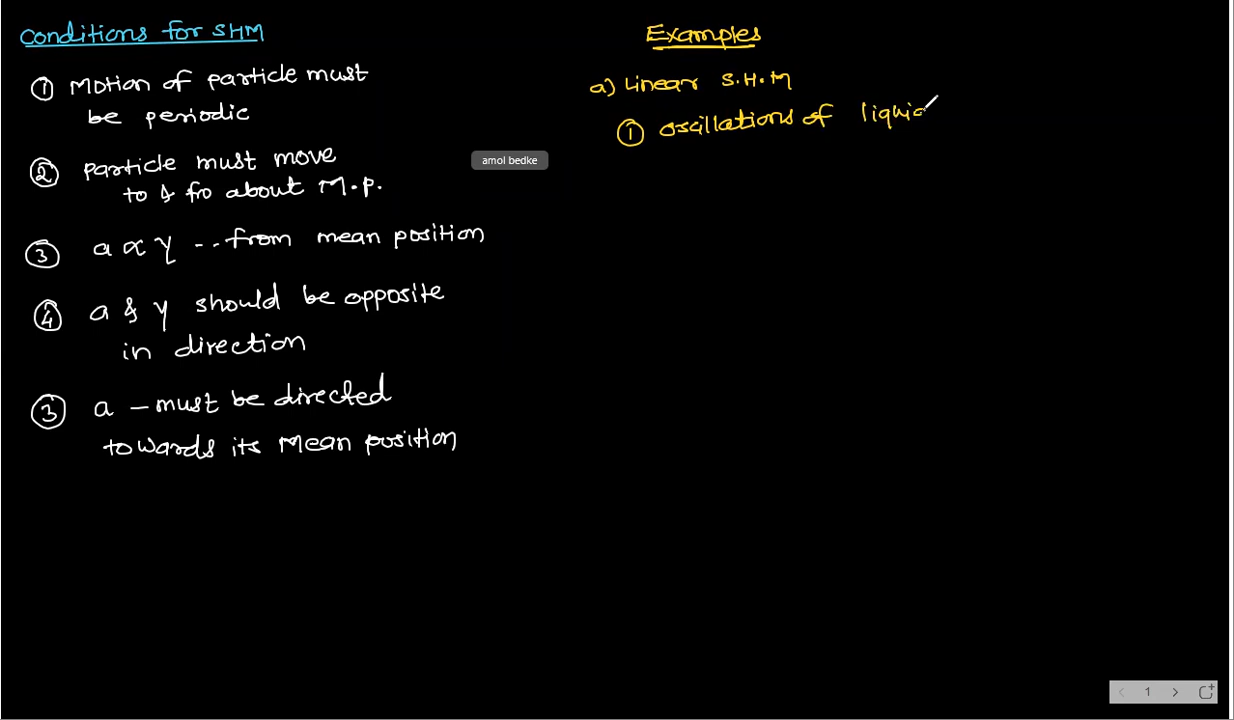 Conditions for SHM
① Motion of particle must
be periodic
② particle must move
to & fro about M.p.
③ a ∝ y -- from mean position
④ a & y should be opposite
in direction
③ a – must be directed
towards its Mean position
Examples
a) Linear S.H.M
① oscillations of liquid
amol bedke
1